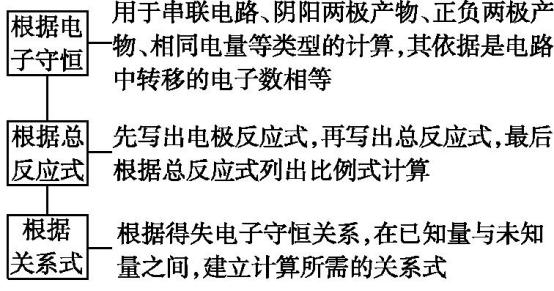 根据电
子守恒
用于串联电路、阴阳两极产物、正负两极产
物、相同电量等类型的计算,其依据是电路
中转移的电子数相等
根据总
反应式
先写出电极反应式,再写出总反应式,最后
根据总反应式列出比例式计算
根据
关系式
根据得失电子守恒关系,在已知量与未知
量之间,建立计算所需的关系式